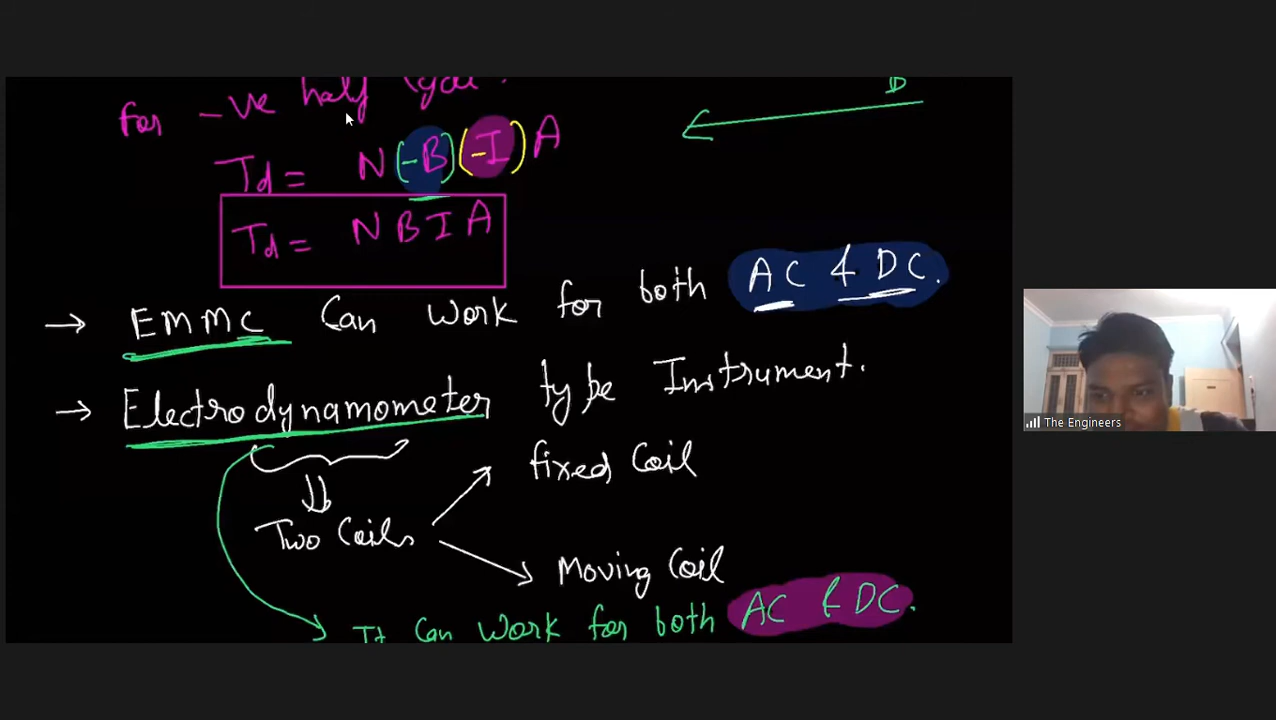 for -ve half cycle.
B
Td = N (-B) (-I) A
Td = N B I A
→ EMMC Can work for both AC & DC.
→ Electrodynamometer type Instrument.
fixed Coil
Two Coils
Moving Coil
It Can work for both AC & DC.
The Engineers